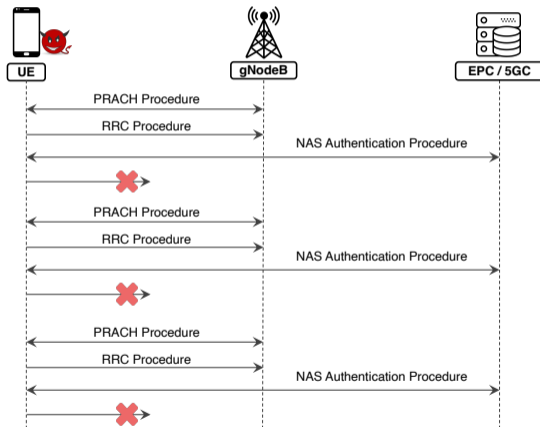 UE
gNodeB
EPC / 5GC
PRACH Procedure
RRC Procedure
NAS Authentication Procedure
PRACH Procedure
RRC Procedure
NAS Authentication Procedure
PRACH Procedure
RRC Procedure
NAS Authentication Procedure